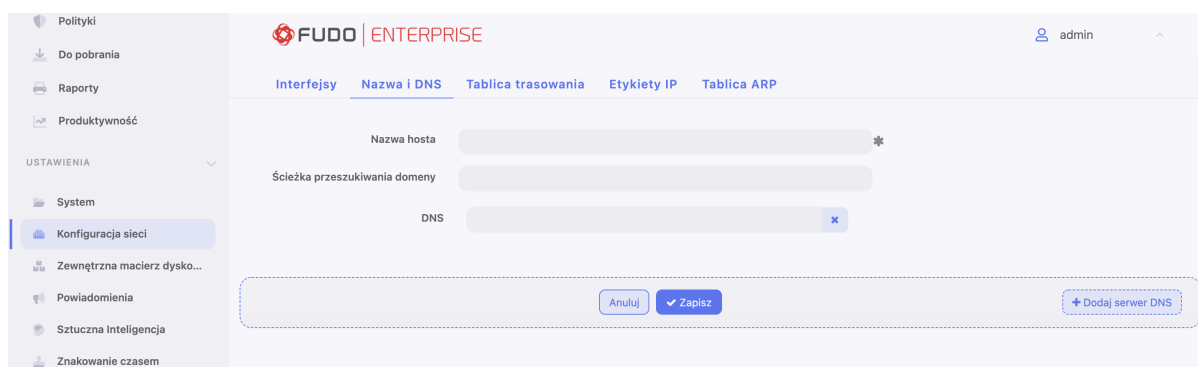 Polityki
Do pobrania
Raporty
Produktywność
USTAWIENIA
System
Konfiguracja sieci
Zewnętrzna macierz dysko...
Powiadomienia
Sztuczna Inteligencja
Znakowanie czasem
FUDO ENTERPRISE
admin
Interfejsy Nazwa i DNS Tablica trasowania Etykiety IP Tablica ARP
Nazwa hosta
Ścieżka przeszukiwania domeny
DNS
Anuluj Zapisz + Dodaj serwer DNS